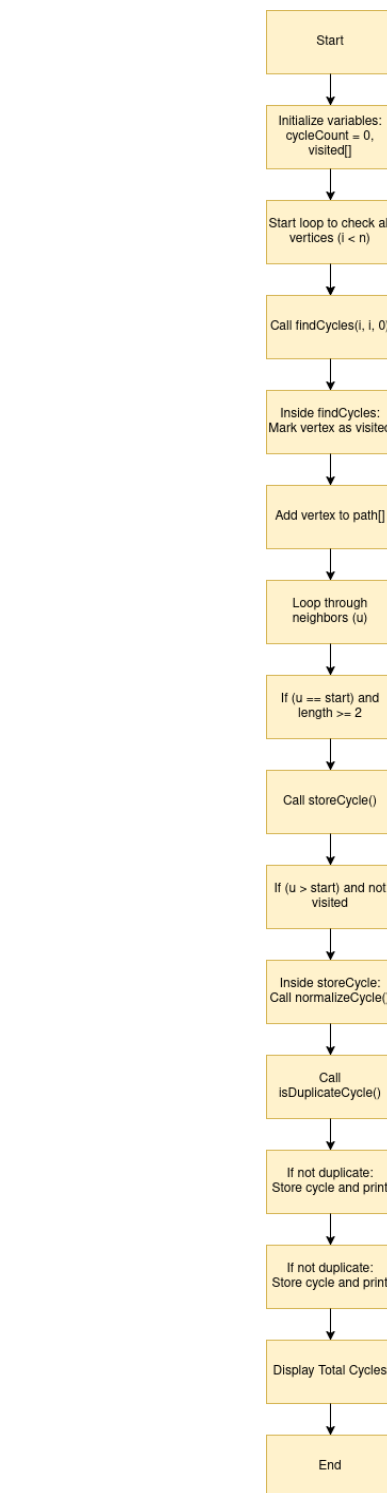 Start
Initialize variables:
cycleCount = 0,
visited[]
Start loop to check al
vertices (i < n)
Call findCycles(i, i, 0)
Inside findCycles:
Mark vertex as visited
Add vertex to path[]
Loop through
neighbors (u)
If (u == start) and
length >= 2
Call storeCycle()
If (u > start) and not
visited
Inside storeCycle:
Call normalizeCycle()
Call
isDuplicateCycle()
If not duplicate:
Store cycle and print
If not duplicate:
Store cycle and print
Display Total Cycles
End